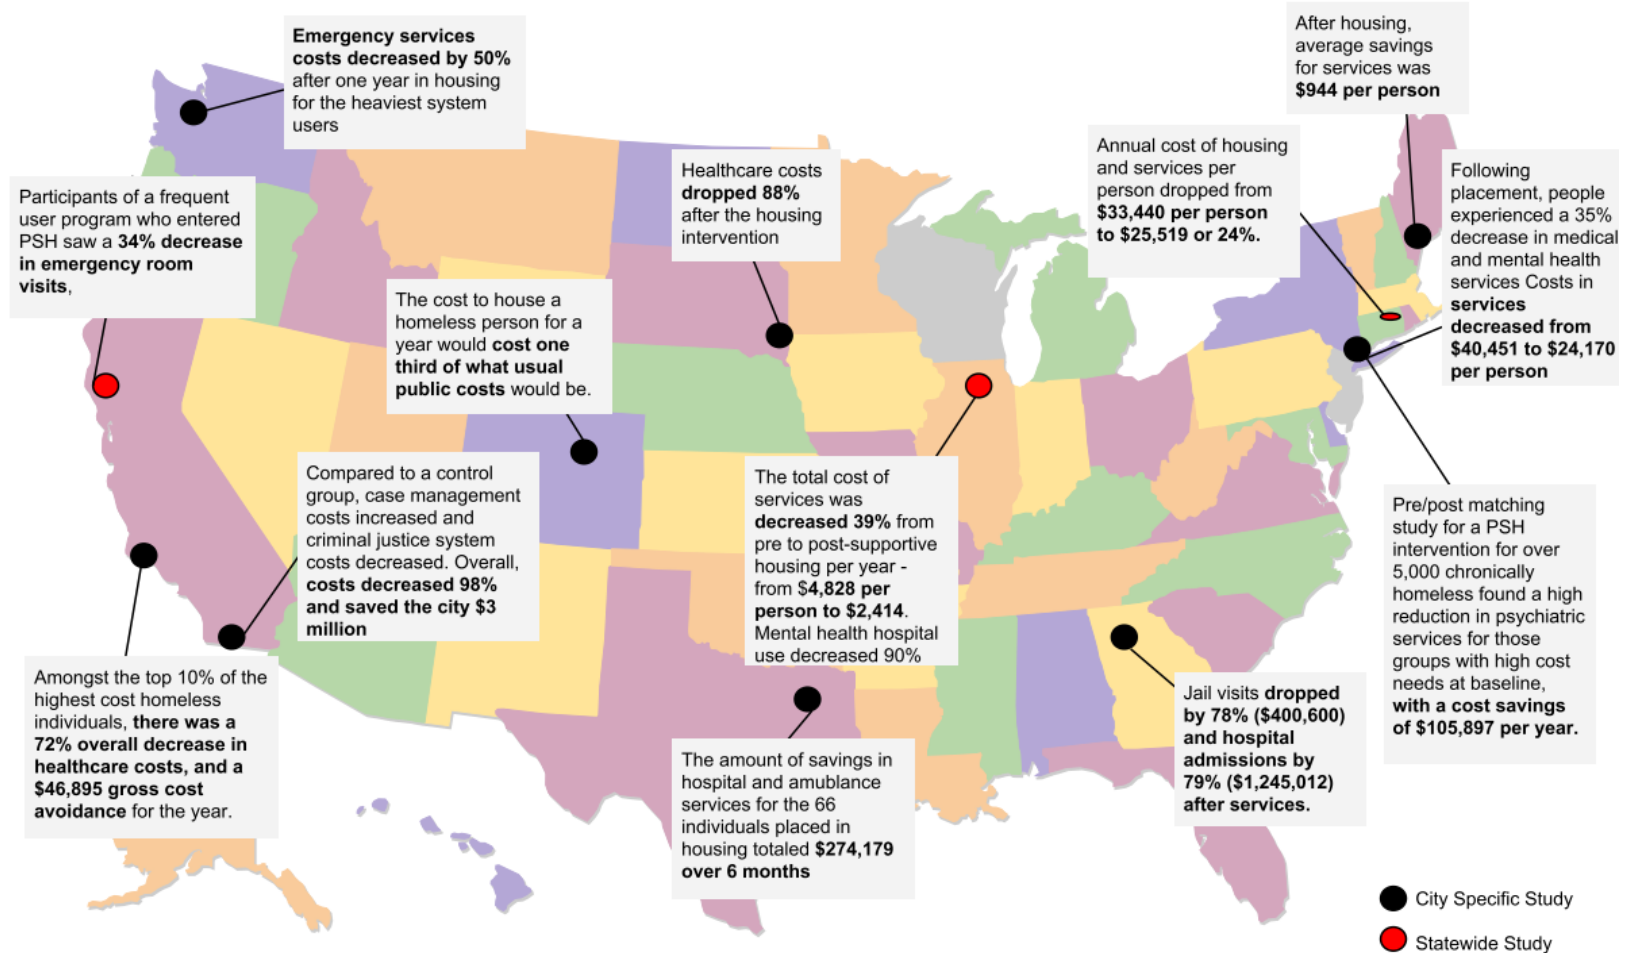 Emergency services
costs decreased by 50%
after one year in housing
for the heaviest system
users
After housing,
average savings
for services was
$944 per person
Participants of a frequent
user program who entered
PSH saw a 34% decrease
in emergency room
visits,
Healthcare costs
dropped 88%
after the housing
intervention
Annual cost of housing
and services per
person dropped from
$33,440 per person
to $25,519 or 24%.
Following
placement, people
experienced a 35%
decrease in medical
and mental health
services Costs in
services
decreased from
$40,451 to $24,170
per person
The cost to house a
homeless person for a
year would cost one
third of what usual
public costs would be.
Compared to a control
group, case management
costs increased and
criminal justice system
costs decreased. Overall,
costs decreased 98%
and saved the city $3
million
The total cost of
services was
decreased 39% from
pre to post-supportive
housing per year -
from $4,828 per
person to $2,414.
Mental health hospital
use decreased 90%
Pre/post matching
study for a PSH
intervention for over
5,000 chronically
homeless found a high
reduction in psychiatric
services for those
groups with high cost
needs at baseline,
with a cost savings
of $105,897 per year.
Amongst the top 10% of the
highest cost homeless
individuals, there was a
72% overall decrease in
healthcare costs, and a
$46,895 gross cost
avoidance for the year.
The amount of savings in
hospital and amublance
services for the 66
individuals placed in
housing totaled $274,179
over 6 months
Jail visits dropped
by 78% ($400,600)
and hospital
admissions by
79% ($1,245,012)
after services.
City Specific Study
Statewide Study